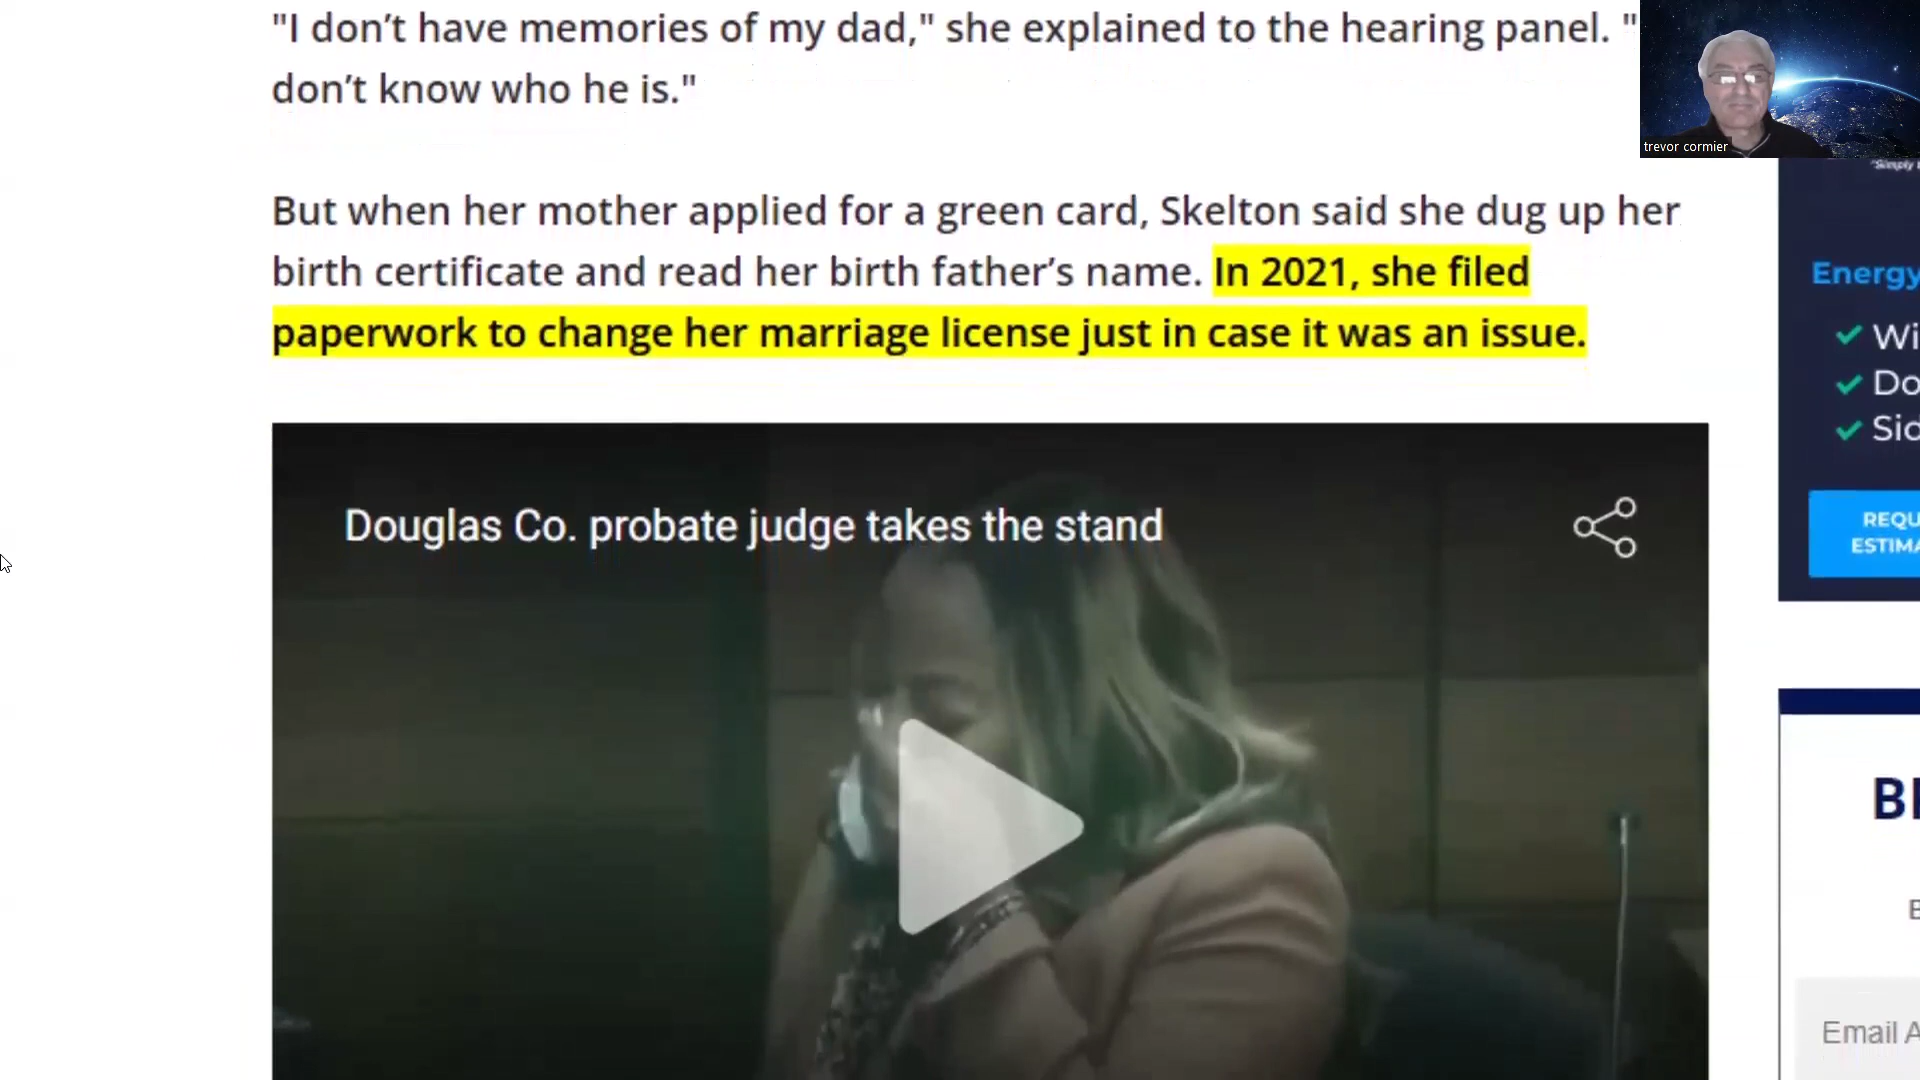 "I don’t have memories of my dad," she explained to the hearing panel. "
don’t know who he is."
trevor cormier
"Simply
But when her mother applied for a green card, Skelton said she dug up her
birth certificate and read her birth father’s name. In 2021, she filed
paperwork to change her marriage license just in case it was an issue.
Energy
Wi
Do
Sid
REQU
ESTIMA
Douglas Co. probate judge takes the stand
Email A